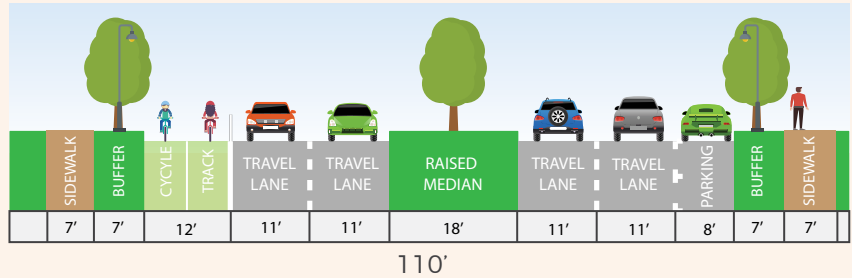 SIDEWALK
BUFFER
CYCYLE
TRACK
TRAVEL
LANE
TRAVEL
LANE
RAISED
MEDIAN
TRAVEL
LANE
TRAVEL
LANE
PARKING
BUFFER
SIDEWALK
7’ 7’ 12’ 11’ 11’ 18’ 11’ 11’ 8’ 7’ 7’
110’